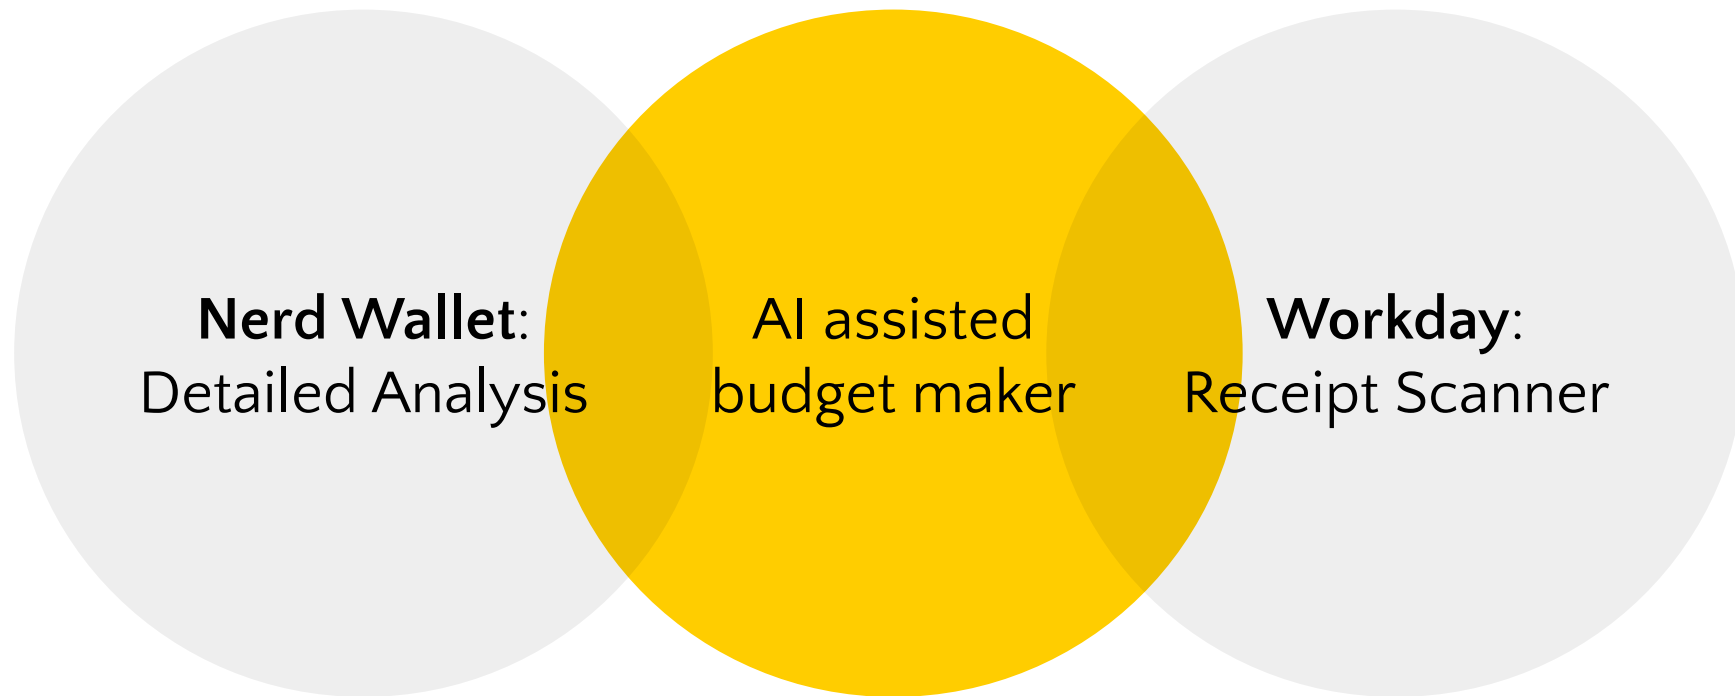 Nerd Wallet:
Detailed Analysis
AI assisted
budget maker
Workday:
Receipt Scanner